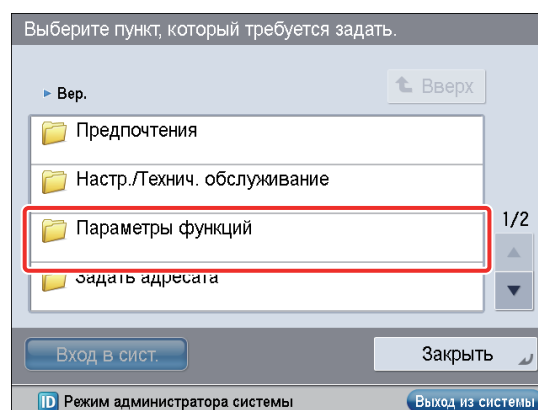 Выберите пункт, который требуется задать.
Вер.
Вверх
Предпочтения
Настр./Технич. обслуживание
Параметры функций
1/2
Задать адресата
Вход в сист.
Закрыть
ID Режим администратора системы
Выход из системы